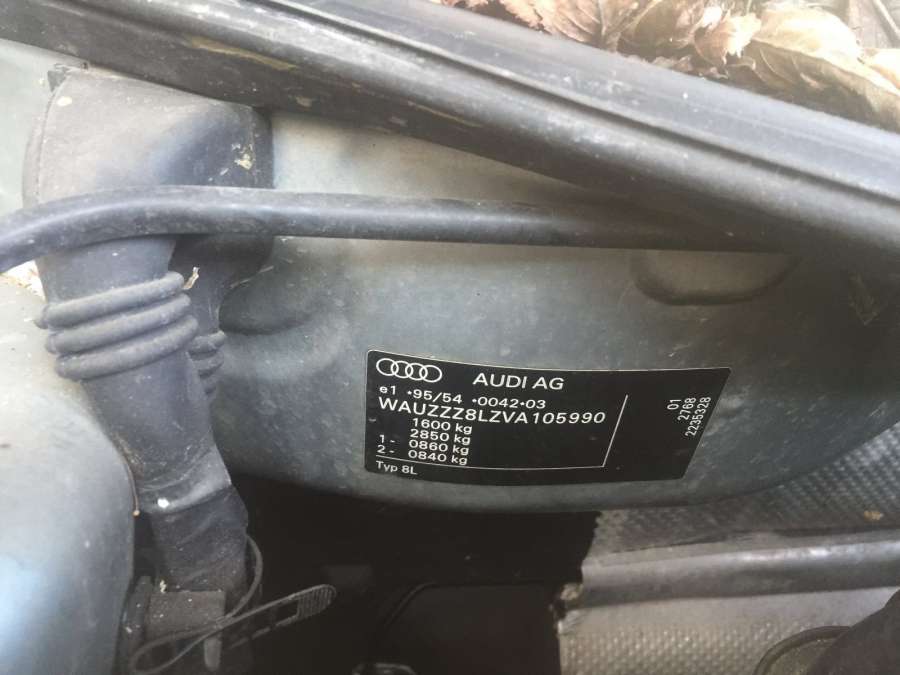 AUDI AG
e1 *95/54 *0042*03
WAUZZZ8LZVA105990
1600 kg
2850 kg
1 - 0860 kg
2 - 0840 kg
Typ 8L
01
2768
2235328